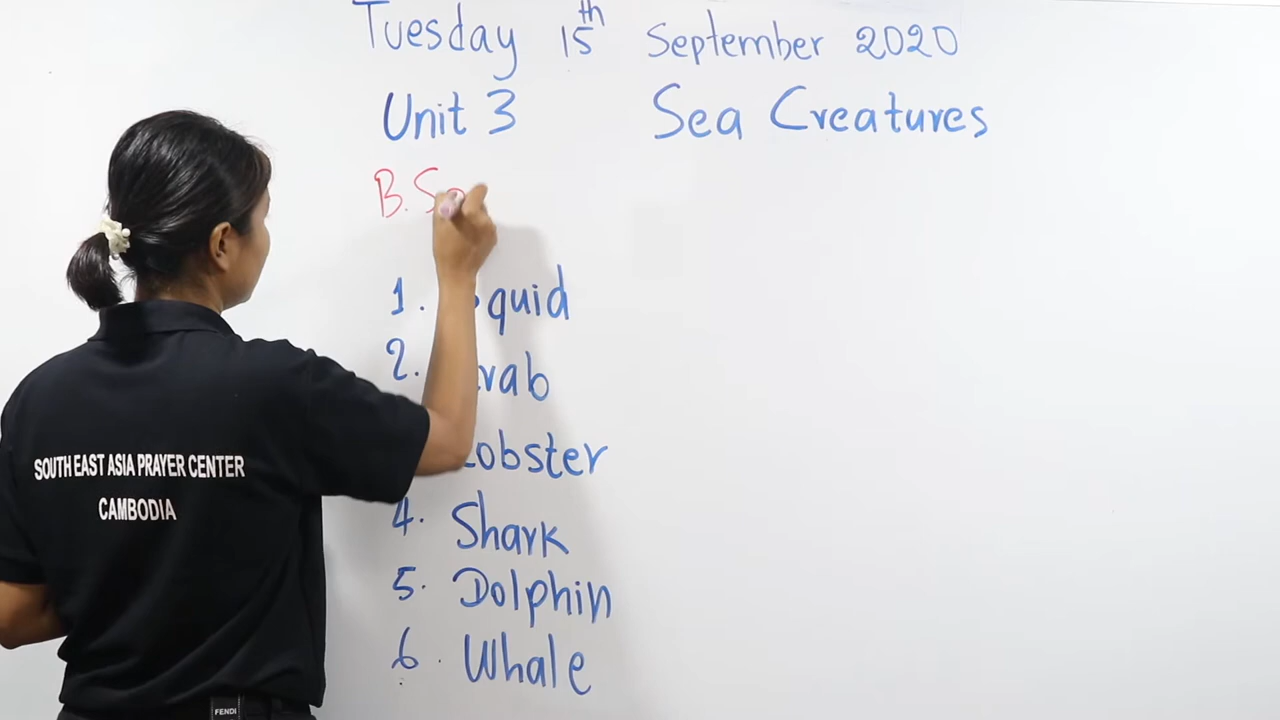 Tuesday 15th September 2020
Unit 3 Sea Creatures
B.
1. quid
2. rab
Lobster
4. Shark
5. Dolphin
6. Whale
SOUTH EAST ASIA PRAYER CENTER
CAMBODIA
FENDI